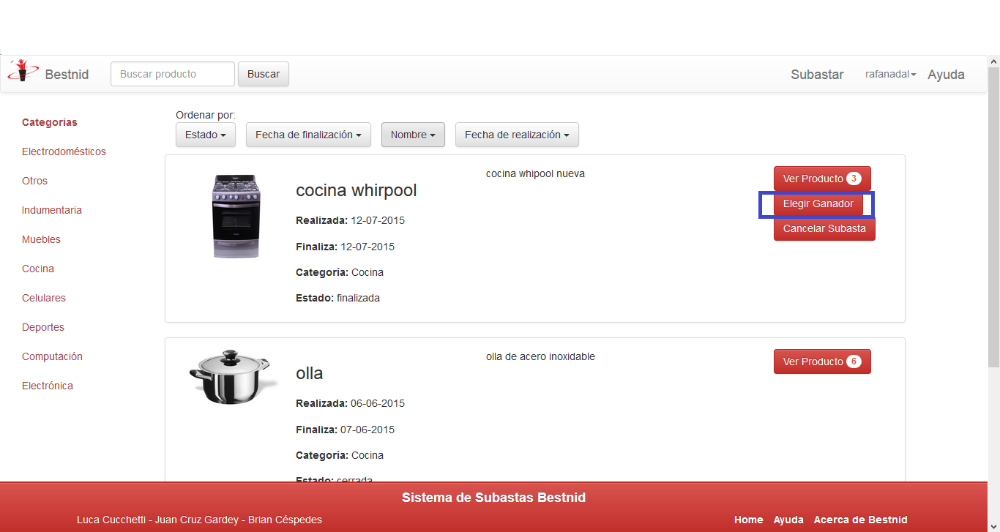 Bestnid
Buscar producto
Buscar
Subastar
rafanadal
Ayuda
Categorias
Electrodomésticos
Otros
Indumentaria
Muebles
Cocina
Celulares
Deportes
Computación
Electrónica
Ordenar por:
Estado
Fecha de finalización
Nombre
Fecha de realización
cocina whirpool
Realizada: 12-07-2015
Finaliza: 12-07-2015
Categoría: Cocina
Estado: finalizada
cocina whipool nueva
Ver Producto 3
Elegir Ganador
Cancelar Subasta
olla
Realizada: 06-06-2015
Finaliza: 07-06-2015
Categoría: Cocina
Estado: cerrada
olla de acero inoxidable
Ver Producto 6
Sistema de Subastas Bestnid
Luca Cucchetti - Juan Cruz Gardey - Brian Céspedes
Home Ayuda Acerca de Bestnid